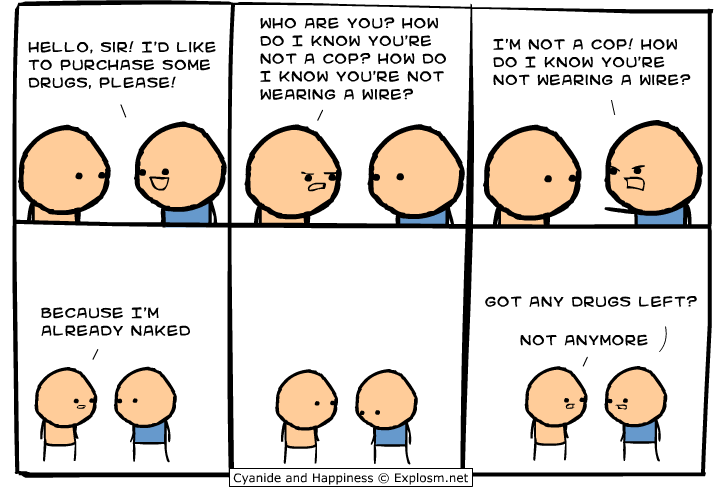 HELLO, SIR! I'D LIKE
TO PURCHASE SOME
DRUGS, PLEASE!
WHO ARE YOU? HOW
DO I KNOW YOU'RE
NOT A COP? HOW DO
I KNOW YOU'RE NOT
WEARING A WIRE?
I'M NOT A COP! HOW
DO I KNOW YOU'RE
NOT WEARING A WIRE?
BECAUSE I'M
ALREADY NAKED
GOT ANY DRUGS LEFT?
NOT ANYMORE
Cyanide and Happiness © Explosm.net